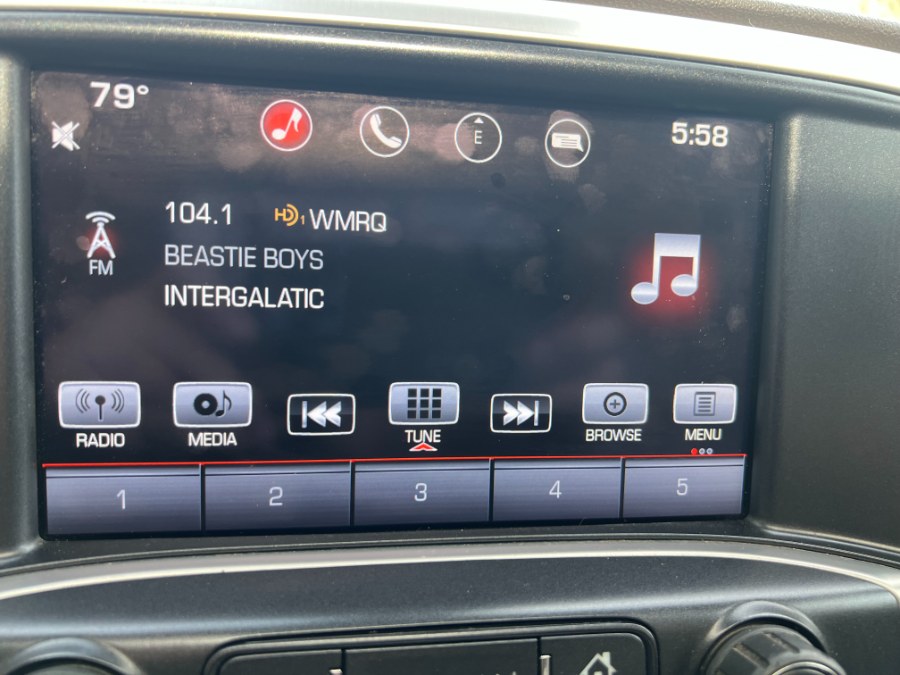 79°
E
5:58
104.1 HD1 WMRQ
FM
BEASTIE BOYS
INTERGALATIC
RADIO MEDIA TUNE BROWSE MENU
1 2 3 4 5